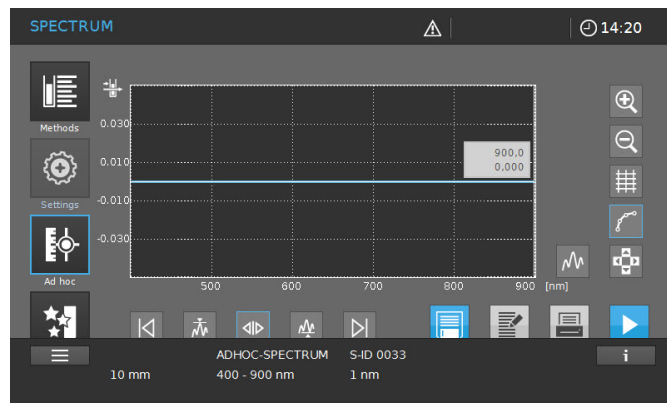 SPECTRUM
14:20
Methods
Settings
Ad hoc
0.030
0.010
-0.010
-0.030
900,0
0,000
500 600 700 800 900 [nm]
ADHOC-SPECTRUM S-ID 0033
10 mm 400 - 900 nm 1 nm
i